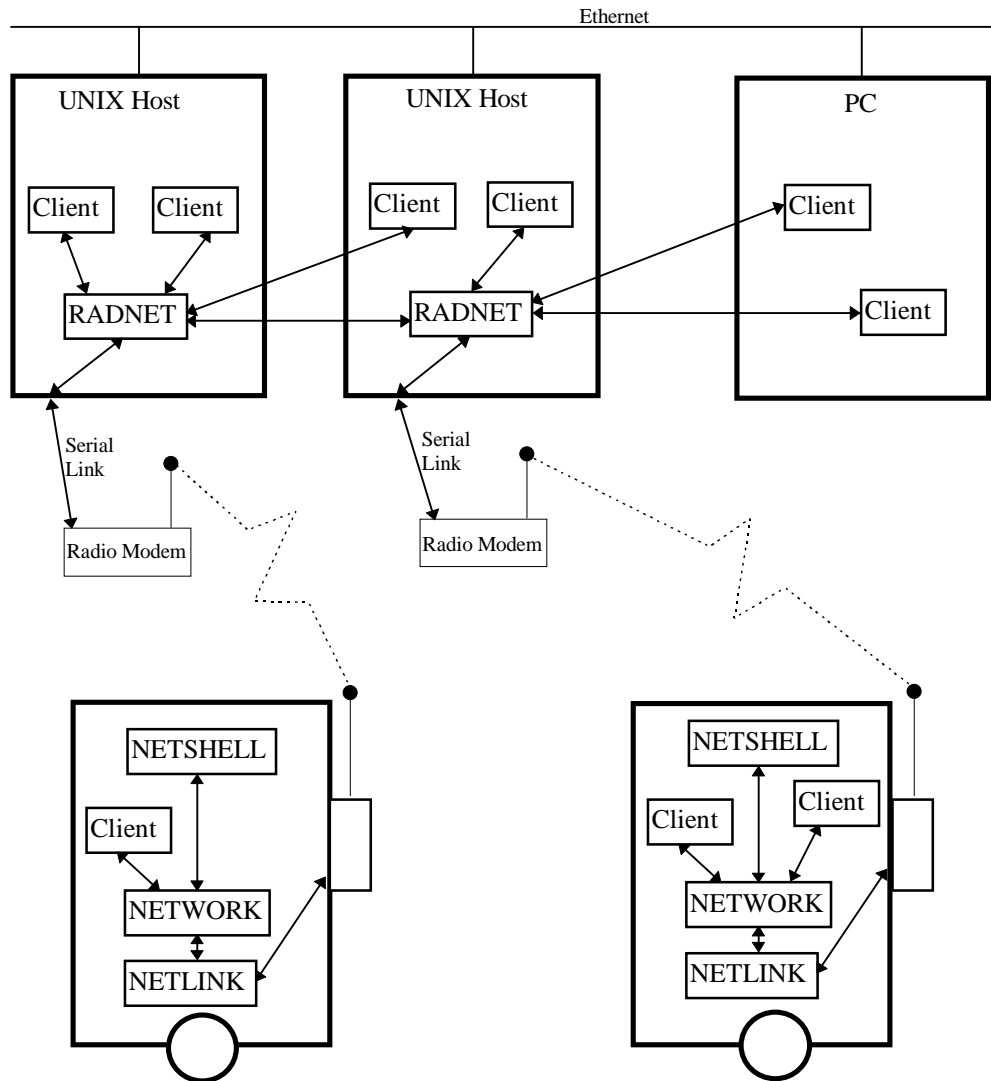 Ethernet
UNIX Host
UNIX Host
PC
Client
Client
Client
Client
Client
RADNET
RADNET
Client
Serial
Link
Serial
Link
Radio Modem
Radio Modem
NETSHELL
Client
NETWORK
NETLINK
NETSHELL
Client
Client
NETWORK
NETLINK